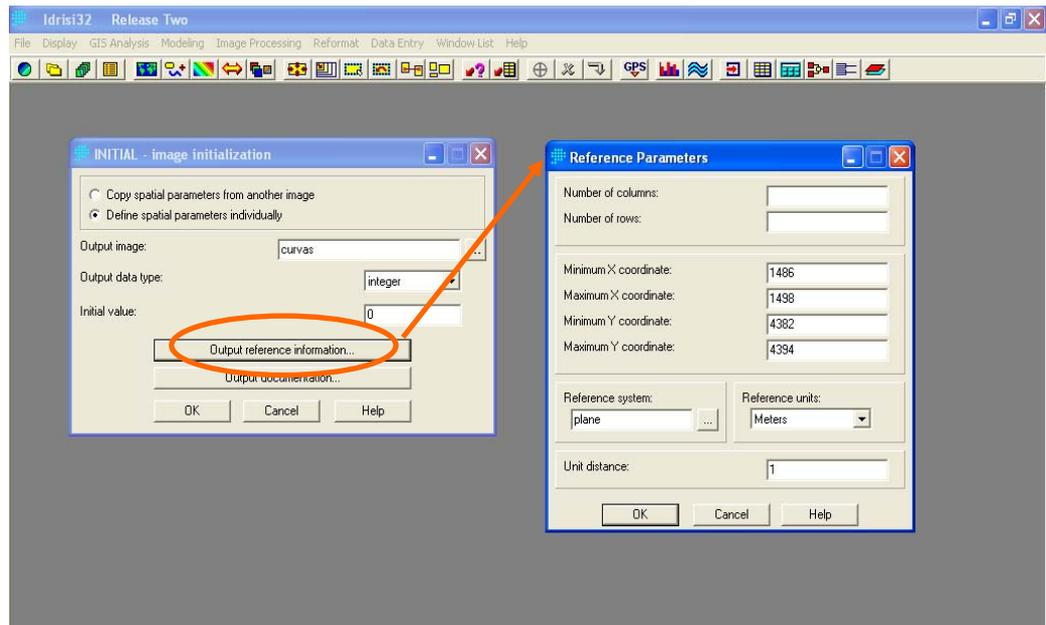 Idrisi32 Release Two
File Display GIS Analysis Modeling Image Processing Reformat Data Entry Window List Help
GPS
INITIAL - image initialization
Copy spatial parameters from another image
Define spatial parameters individually
Output image: curvas ...
Output data type: integer
Initial value: 0
Output reference information...
Output documentation...
OK Cancel Help
Reference Parameters
Number of columns:
Number of rows:
Minimum X coordinate: 1486
Maximum X coordinate: 1498
Minimum Y coordinate: 4382
Maximum Y coordinate: 4394
Reference system: Reference units:
plane ... Meters
Unit distance: 1
OK Cancel Help